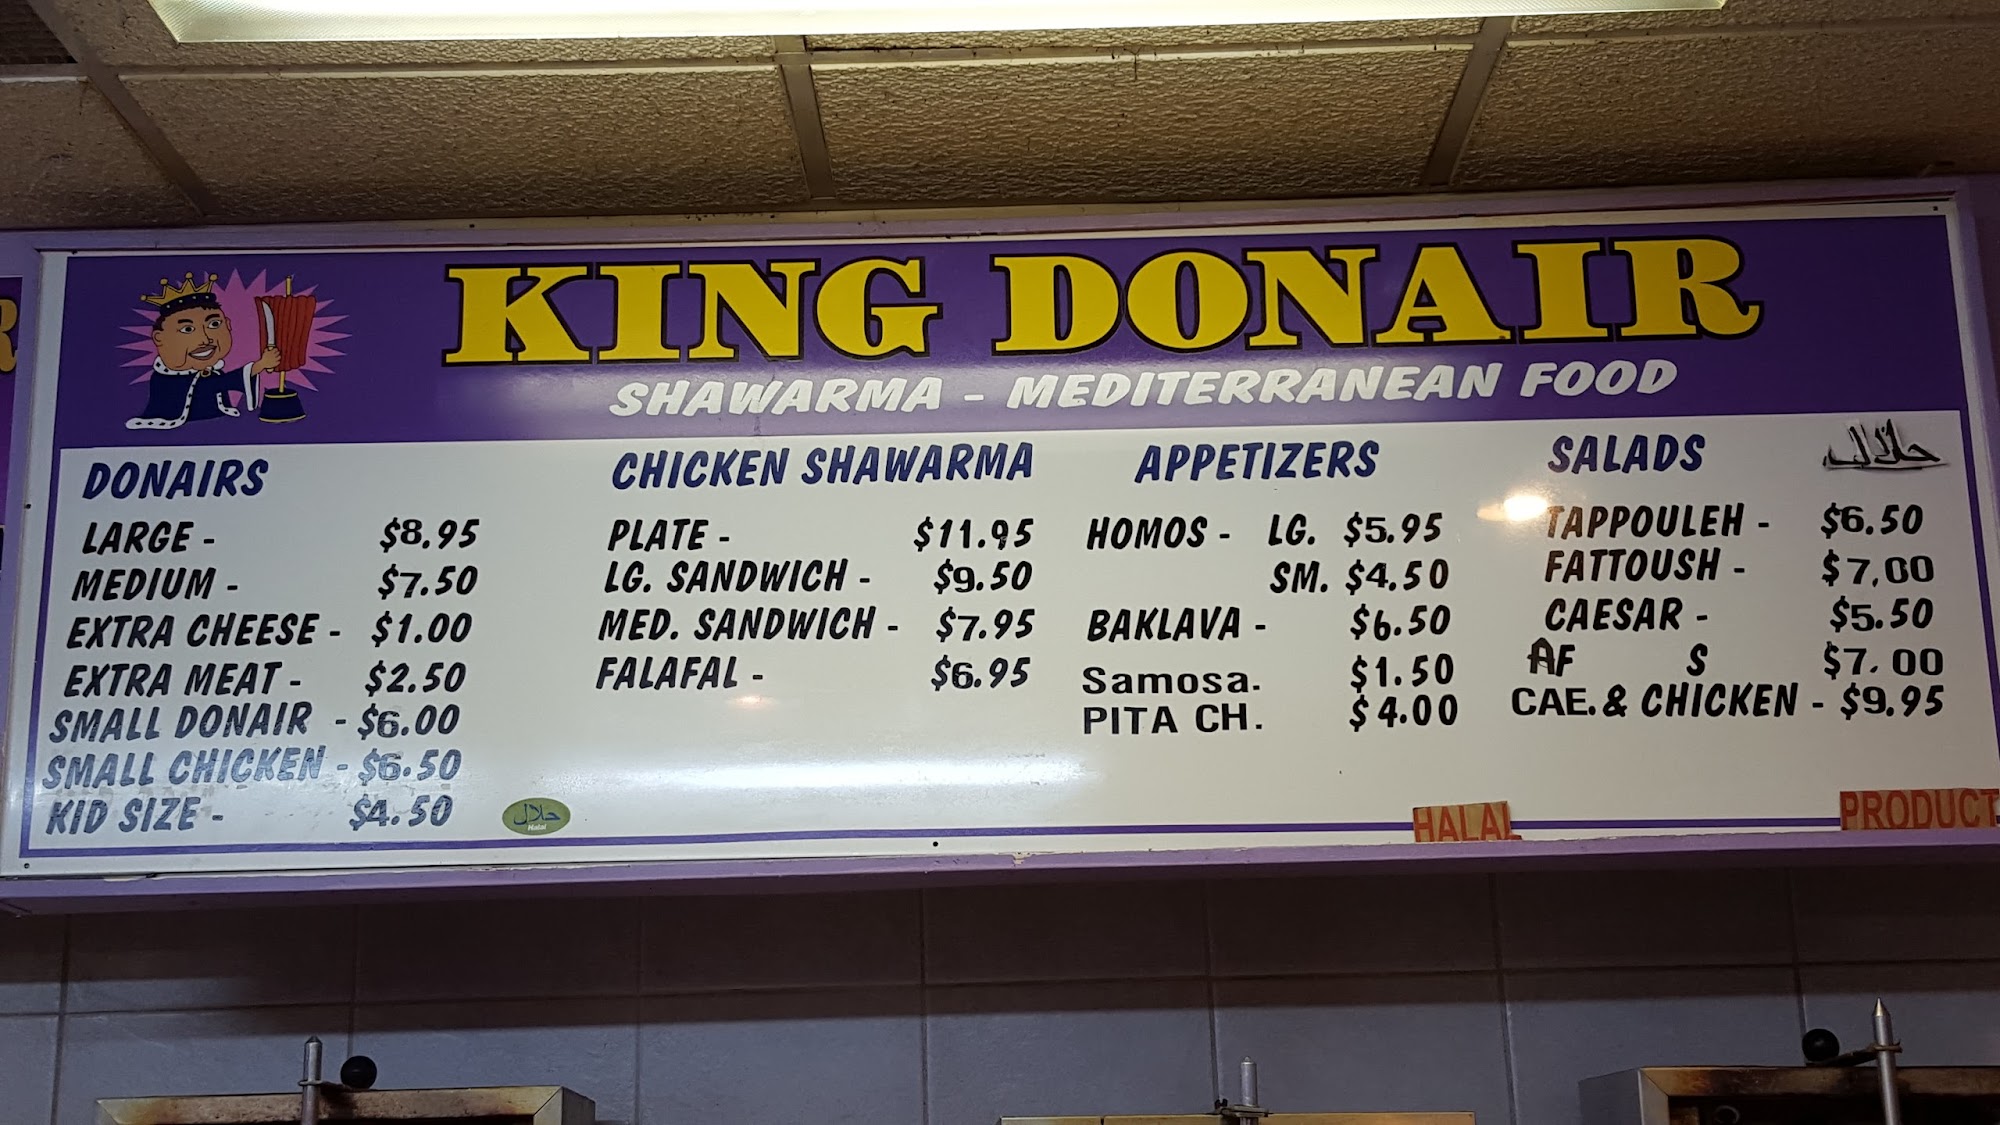 KING DONAIR
SHAWARMA - MEDITERRANEAN FOOD
DONAIRS
LARGE - $8.95
MEDIUM - $7.50
EXTRA CHEESE - $1.00
EXTRA MEAT - $2.50
SMALL DONAIR - $6.00
SMALL CHICKEN - $6.50
KID SIZE - $4.50
حلال
Halal
CHICKEN SHAWARMA
PLATE - $11.95
LG. SANDWICH - $9.50
MED. SANDWICH - $7.95
FALAFAL - $6.95
APPETIZERS
HOMOS - LG. $5.95
SM. $4.50
BAKLAVA - $6.50
Samosa. $1.50
PITA CH. $4.00
SALADS
حلال
TAPPOULEH - $6.50
FATTOUSH - $7,00
CAESAR - $5.50
AF S $7.00
CAE. & CHICKEN - $9.95
HALAL
PRODUCT
R